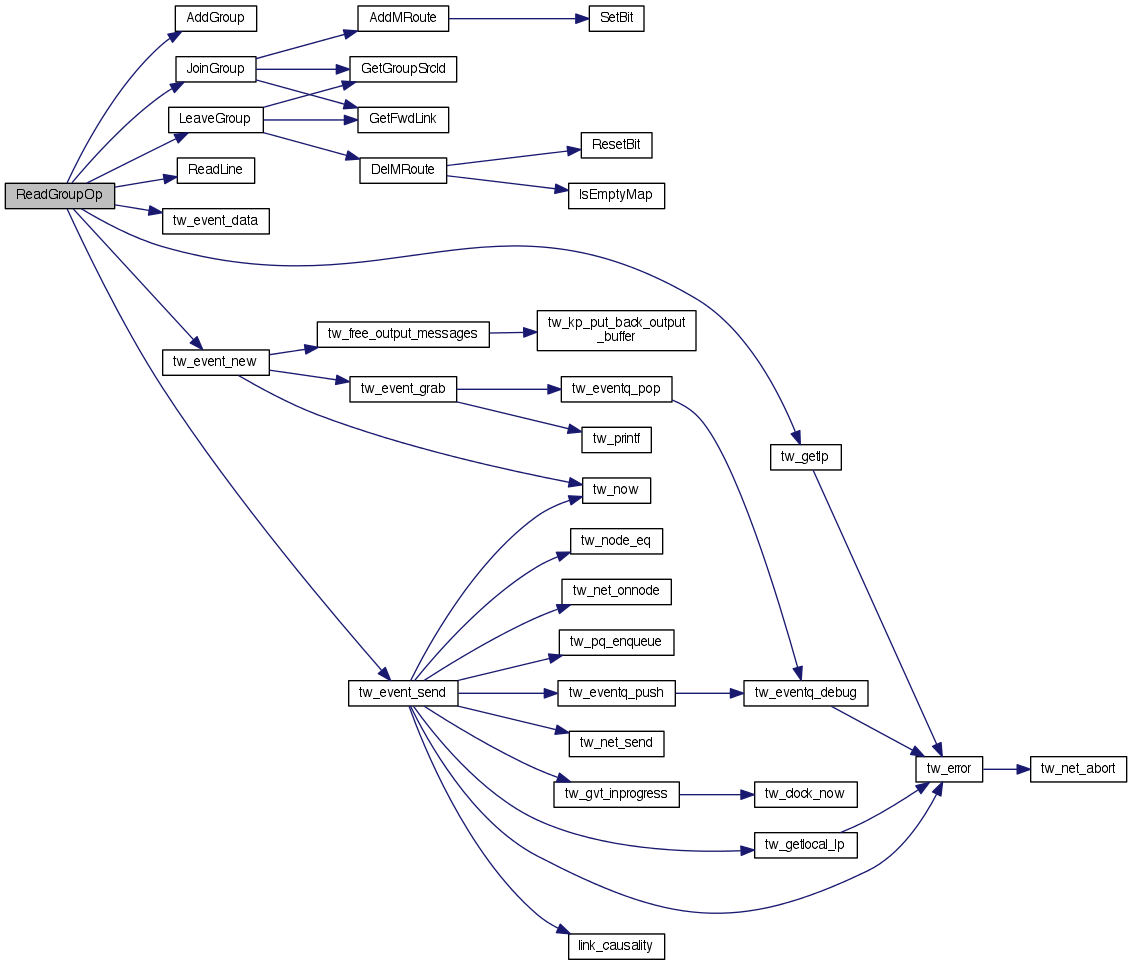 AddGroup
AddMRoute
SetBit
JoinGroup
GetGroupSrcId
LeaveGroup
GetFwdLink
ResetBit
ReadLine
DelMRoute
ReadGroupOp
IsEmptyMap
tw_event_data
tw_free_output_messages
tw_kp_put_back_output
_buffer
tw_event_new
tw_event_grab
tw_eventq_pop
tw_printf
tw_getlp
tw_now
tw_node_eq
tw_net_onnode
tw_pq_enqueue
tw_event_send
tw_eventq_push
tw_eventq_debug
tw_net_send
tw_error
tw_net_abort
tw_gvt_inprogress
tw_clock_now
tw_getlocal_lp
link_causality